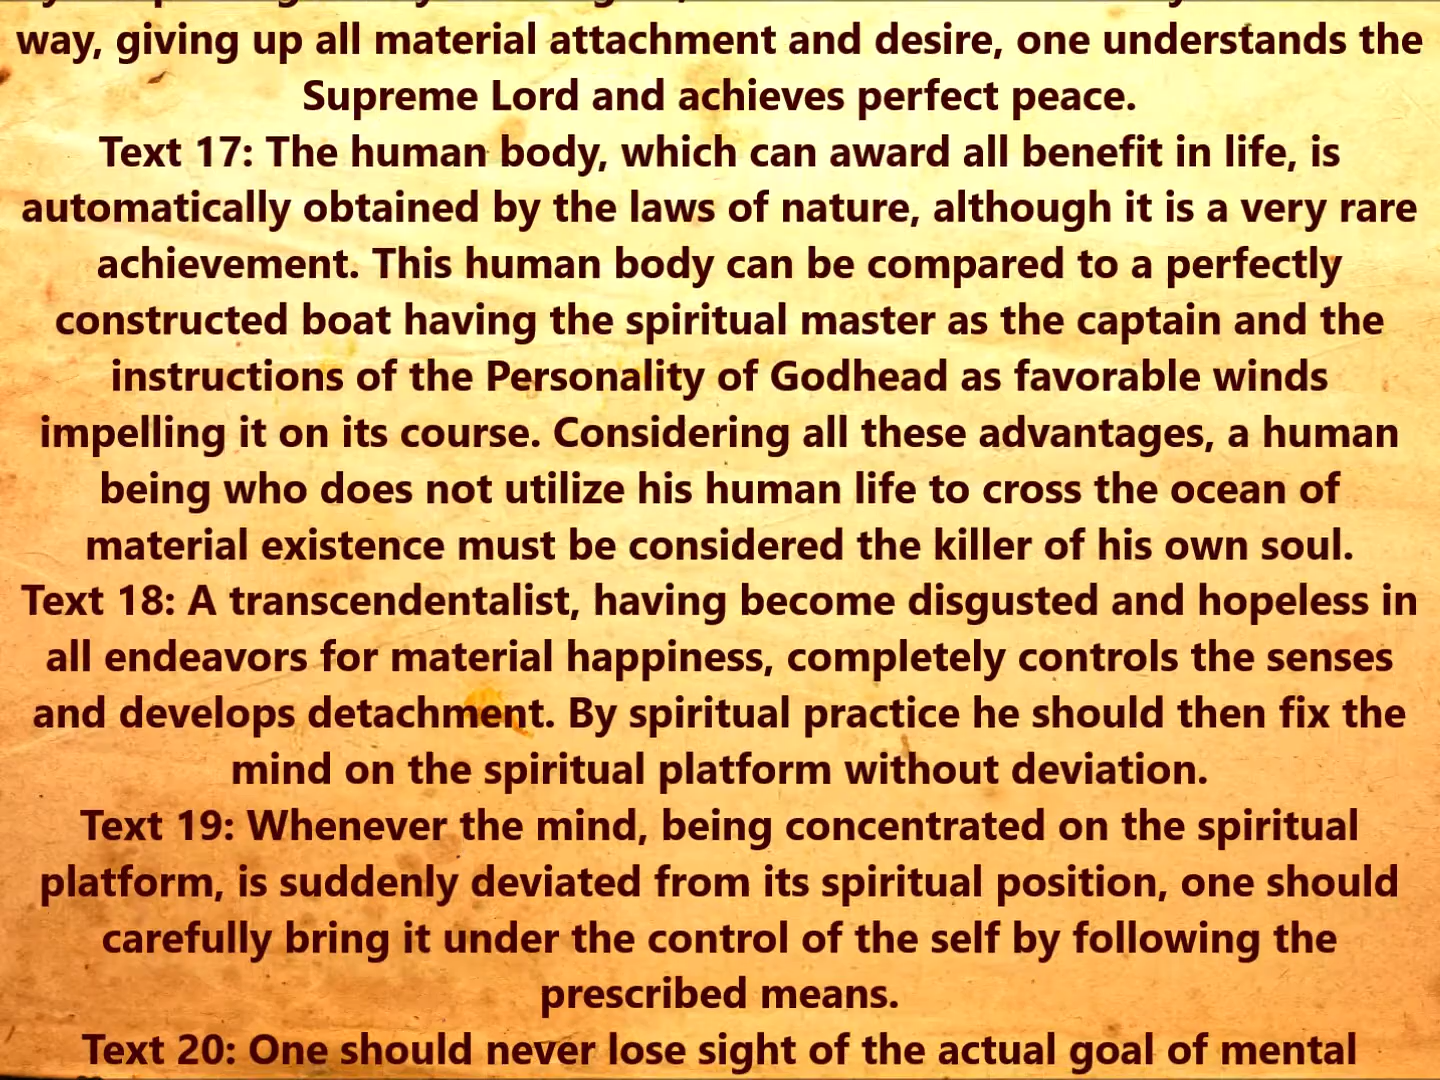 way, giving up all material attachment and desire, one understands the
Supreme Lord and achieves perfect peace.
Text 17: The human body, which can award all benefit in life, is
automatically obtained by the laws of nature, although it is a very rare
achievement. This human body can be compared to a perfectly
constructed boat having the spiritual master as the captain and the
instructions of the Personality of Godhead as favorable winds
impelling it on its course. Considering all these advantages, a human
being who does not utilize his human life to cross the ocean of
material existence must be considered the killer of his own soul.
Text 18: A transcendentalist, having become disgusted and hopeless in
all endeavors for material happiness, completely controls the senses
and develops detachment. By spiritual practice he should then fix the
mind on the spiritual platform without deviation.
Text 19: Whenever the mind, being concentrated on the spiritual
platform, is suddenly deviated from its spiritual position, one should
carefully bring it under the control of the self by following the
prescribed means.
Text 20: One should never lose sight of the actual goal of mental